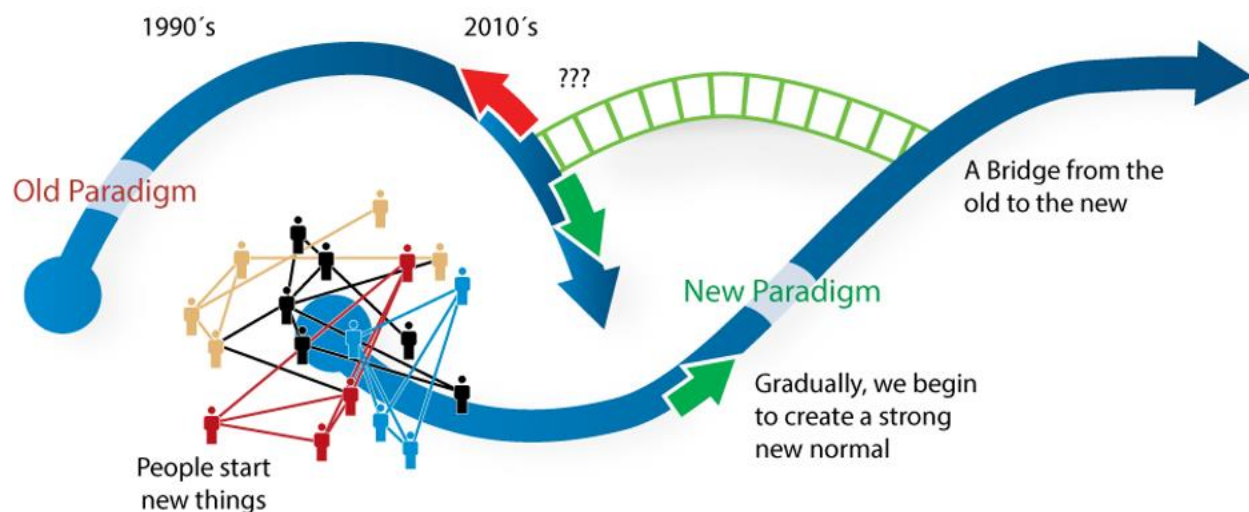 1990´s
2010´s
???
Old Paradigm
A Bridge from the
old to the new
New Paradigm
Gradually, we begin
to create a strong
new normal
People start
new things